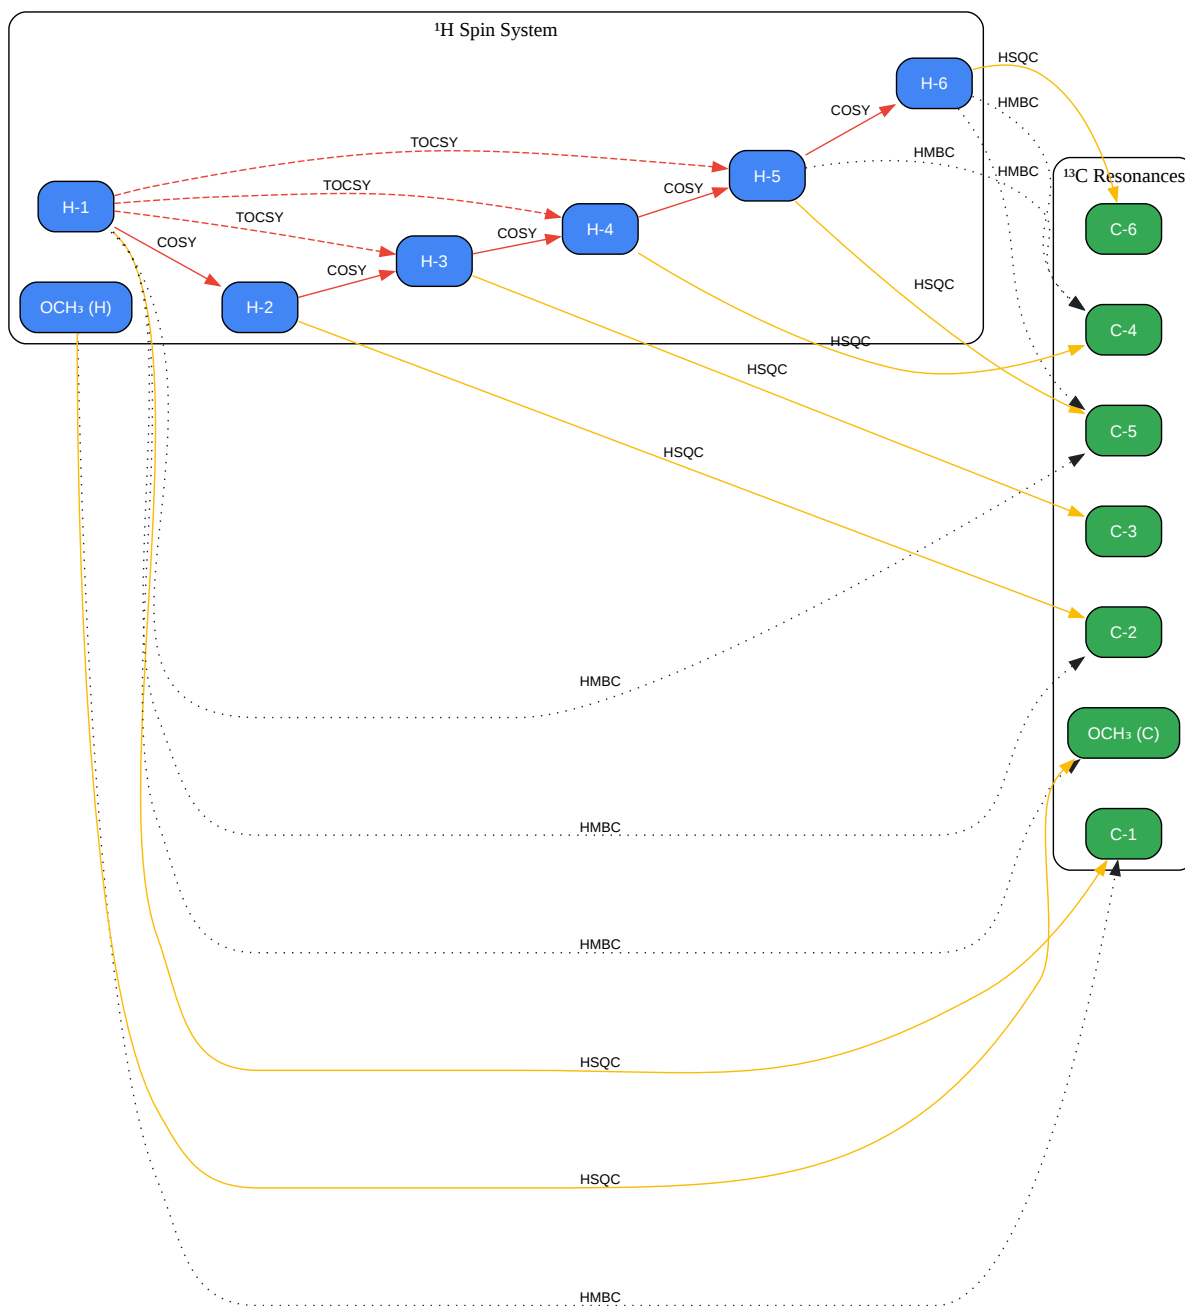 ¹H Spin System
HSQC
H-6
HMBC
COSY
TOCSY
HMBC
HMBC
¹³C Resonances
H-5
TOCSY
COSY
H-1
TOCSY
H-4
C-6
COSY
COSY
H-3
COSY
HSQC
OCH₃ (H)
H-2
C-4
HSQC
HSQC
C-5
HSQC
C-3
C-2
HMBC
OCH₃ (C)
HMBC
C-1
HMBC
HSQC
HSQC
HMBC